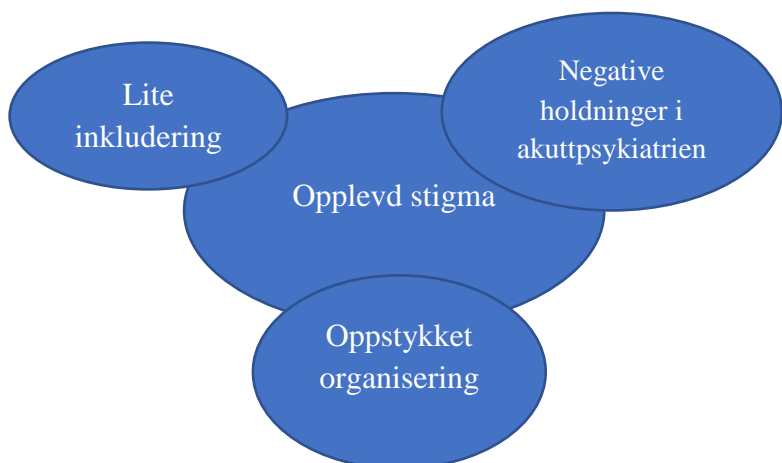 Lite
inkludering
Negative
holdninger i
akuttpsykiatrien
Opplevd stigma
Oppstykket
organisering